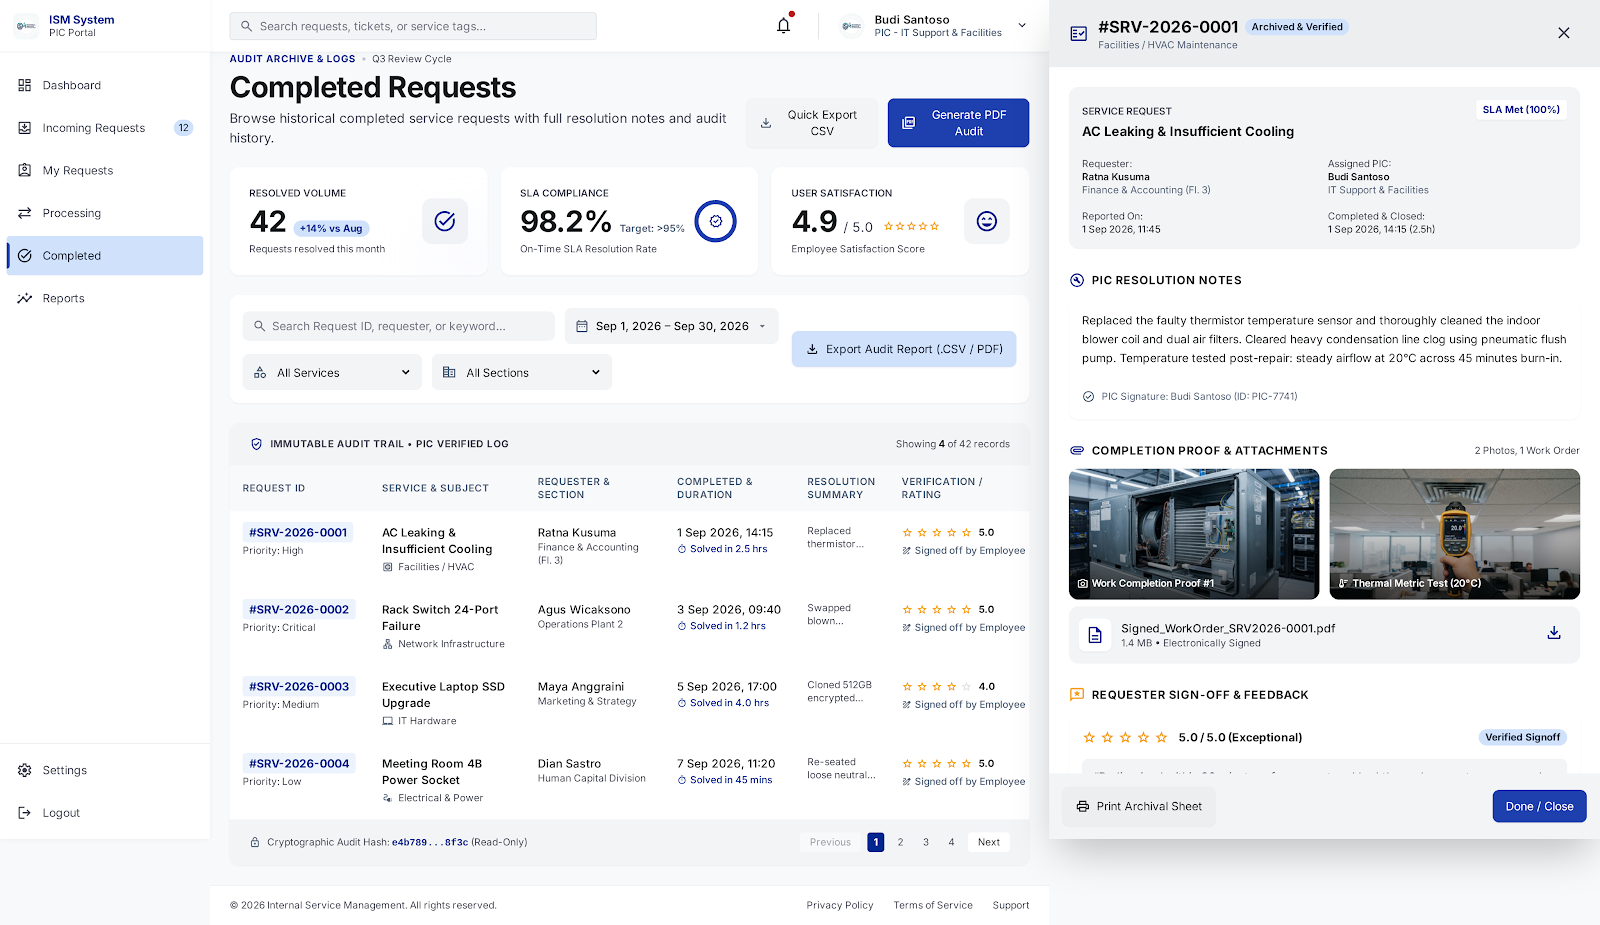 ISM System
PIC Portal
Dashboard
Incoming Requests 12
My Requests
Processing
Completed
Reports
Settings
Logout
Search requests, tickets, or service tags...
Budi Santoso
PIC - IT Support & Facilities
AUDIT ARCHIVE & LOGS • Q3 Review Cycle
Completed Requests
Browse historical completed service requests with full resolution notes and audit
history.
Quick Export
CSV
Generate PDF
Audit
RESOLVED VOLUME
42 +14% vs Aug
Requests resolved this month
SLA COMPLIANCE
98.2% Target: >95%
On-Time SLA Resolution Rate
USER SATISFACTION
4.9 / 5.0
Employee Satisfaction Score
Search Request ID, requester, or keyword...
Sep 1, 2026 – Sep 30, 2026
All Services
All Sections
Export Audit Report (.CSV / PDF)
IMMUTABLE AUDIT TRAIL • PIC VERIFIED LOG
Showing 4 of 42 records
REQUEST ID
SERVICE & SUBJECT
REQUESTER &
SECTION
COMPLETED &
DURATION
RESOLUTION
SUMMARY
VERIFICATION /
RATING
#SRV-2026-0001
Priority: High
AC Leaking &
Insufficient Cooling
Facilities / HVAC
Ratna Kusuma
Finance & Accounting
(Fl. 3)
1 Sep 2026, 14:15
Solved in 2.5 hrs
Replaced
thermistor...
5.0
Signed off by Employee
#SRV-2026-0002
Priority: Critical
Rack Switch 24-Port
Failure
Network Infrastructure
Agus Wicaksono
Operations Plant 2
3 Sep 2026, 09:40
Solved in 1.2 hrs
Swapped
blown...
5.0
Signed off by Employee
#SRV-2026-0003
Priority: Medium
Executive Laptop SSD
Upgrade
IT Hardware
Maya Anggraini
Marketing & Strategy
5 Sep 2026, 17:00
Solved in 4.0 hrs
Cloned 512GB
encrypted...
4.0
Signed off by Employee
#SRV-2026-0004
Priority: Low
Meeting Room 4B
Power Socket
Electrical & Power
Dian Sastro
Human Capital Division
7 Sep 2026, 11:20
Solved in 45 mins
Re-seated
loose neutral...
5.0
Signed off by Employee
Cryptographic Audit Hash: e4b789...8f3c (Read-Only)
Previous 1 2 3 4 Next
© 2026 Internal Service Management. All rights reserved.
Privacy Policy Terms of Service Support
#SRV-2026-0001 Archived & Verified
Facilities / HVAC Maintenance
SERVICE REQUEST
SLA Met (100%)
AC Leaking & Insufficient Cooling
Requester:
Ratna Kusuma
Finance & Accounting (Fl. 3)
Assigned PIC:
Budi Santoso
IT Support & Facilities
Reported On:
1 Sep 2026, 11:45
Completed & Closed:
1 Sep 2026, 14:15 (2.5h)
PIC RESOLUTION NOTES
Replaced the faulty thermistor temperature sensor and thoroughly cleaned the indoor
blower coil and dual air filters. Cleared heavy condensation line clog using pneumatic flush
pump. Temperature tested post-repair: steady airflow at 20°C across 45 minutes burn-in.
PIC Signature: Budi Santoso (ID: PIC-7741)
COMPLETION PROOF & ATTACHMENTS
2 Photos, 1 Work Order
Work Completion Proof #1
Thermal Metric Test (20°C)
Signed_WorkOrder_SRV2026-0001.pdf
1.4 MB • Electronically Signed
REQUESTER SIGN-OFF & FEEDBACK
5.0 / 5.0 (Exceptional)
Verified Signoff
Print Archival Sheet
Done / Close